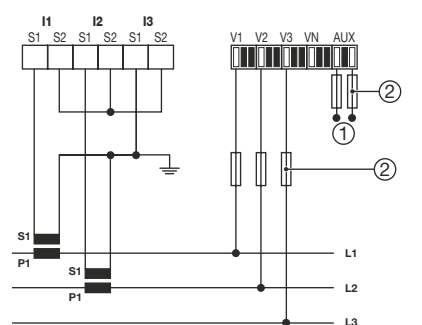 I1 I2 I3
S1 S2 S1 S2 S1 S2 V1 V2 V3 VN AUX
2
1
2
S1
P1 L1
S1
P1 L2
L3